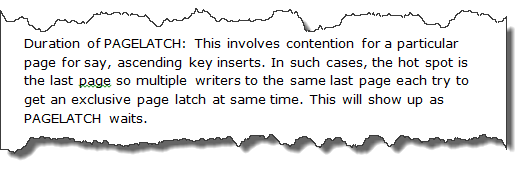 Duration of PAGELATCH: This involves contention for a particular
page for say, ascending key inserts. In such cases, the hot spot is
the last page so multiple writers to the same last page each try to
get an exclusive page latch at same time. This will show up as
PAGELATCH waits.